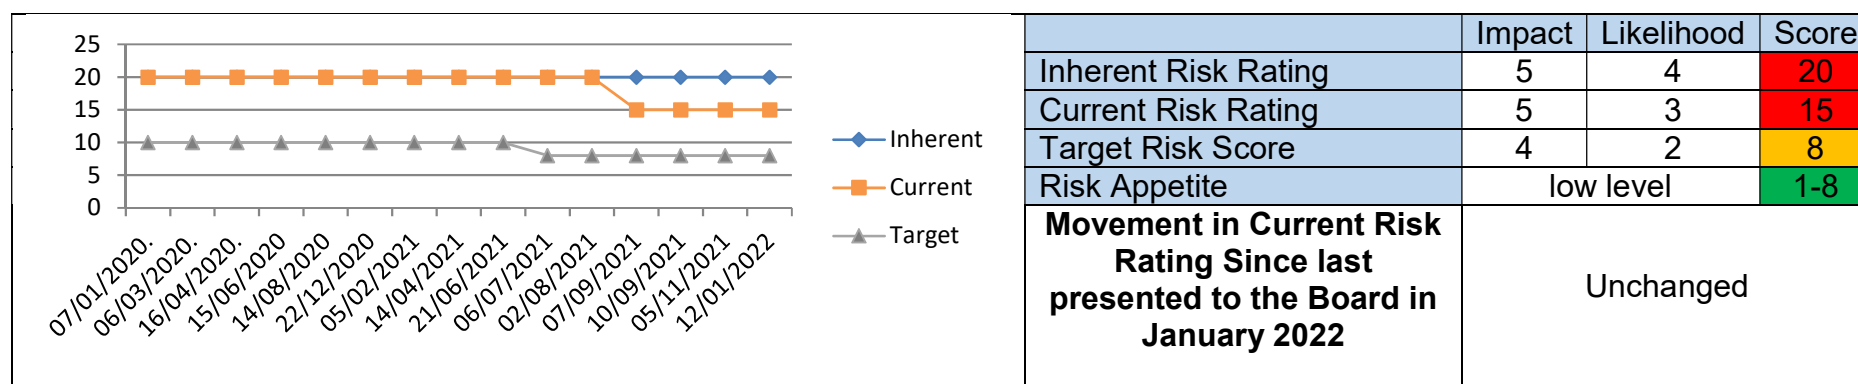 25
20
15
10
5
0
07/01/2020.
06/03/2020.
16/04/2020.
15/06/2020
14/08/2020
22/12/2020
05/02/2021
14/04/2021
21/06/2021
06/07/2021
02/08/2021
07/09/2021
10/09/2021
05/11/2021
12/01/2022
Inherent
Current
Target
Impact Likelihood Score
Inherent Risk Rating 5 4 20
Current Risk Rating 5 3 15
Target Risk Score 4 2 8
Risk Appetite low level 1-8
Movement in Current Risk
Rating Since last
presented to the Board in
January 2022
Unchanged